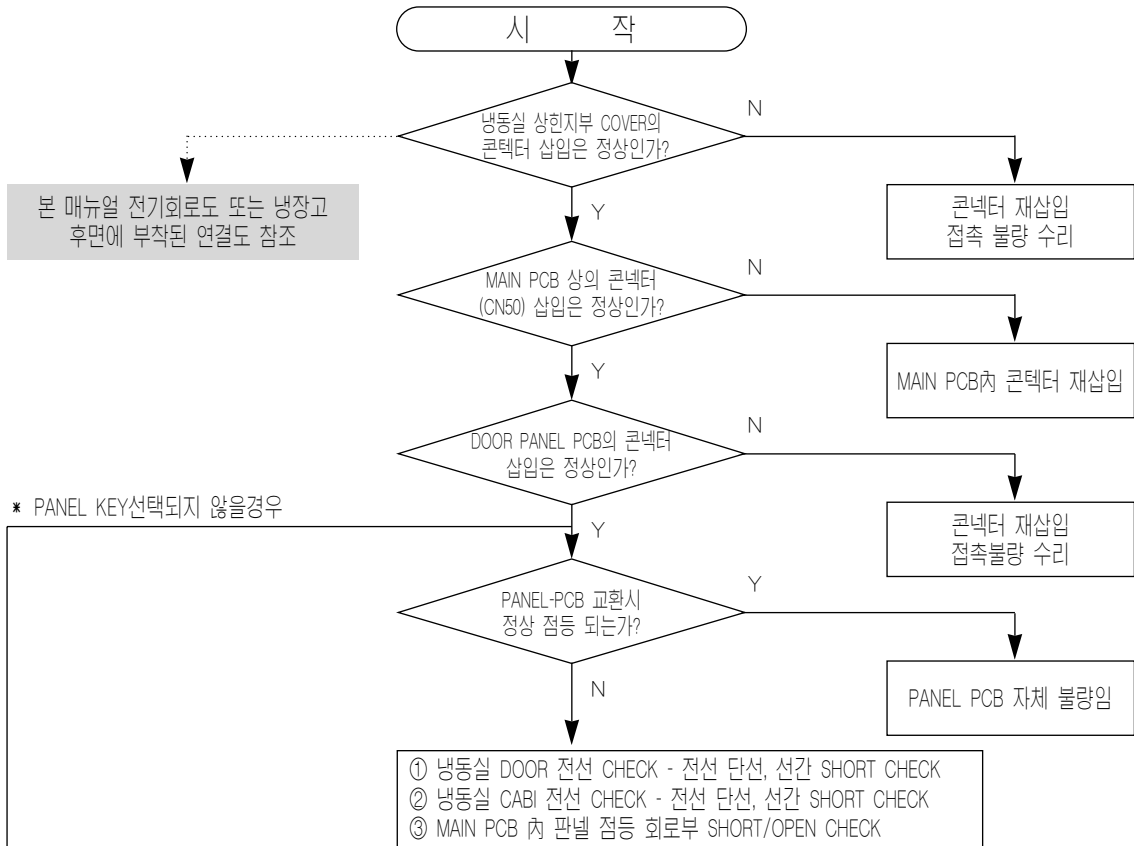 시 작
냉동실 상힌지부 COVER의
콘텍터 삽입은 정상인가?
N
본 매뉴얼 전기회로도 또는 냉장고
후면에 부착된 연결도 참조
콘넥터 재삽입
접촉 불량 수리
Y
MAIN PCB 상의 콘넥터
(CN50) 삽입은 정상인가?
N
MAIN PCB內 콘텍터 재삽입
Y
DOOR PANEL PCB의 콘넥터
삽입은 정상인가?
N
콘넥터 재삽입
접촉불량 수리
* PANEL KEY선택되지 않을경우
Y
PANEL-PCB 교환시
정상 점등 되는가?
Y
PANEL PCB 자체 불량임
N
① 냉동실 DOOR 전선 CHECK - 전선 단선, 선간 SHORT CHECK
② 냉동실 CABI 전선 CHECK - 전선 단선, 선간 SHORT CHECK
③ MAIN PCB 內 판넬 점등 회로부 SHORT/OPEN CHECK